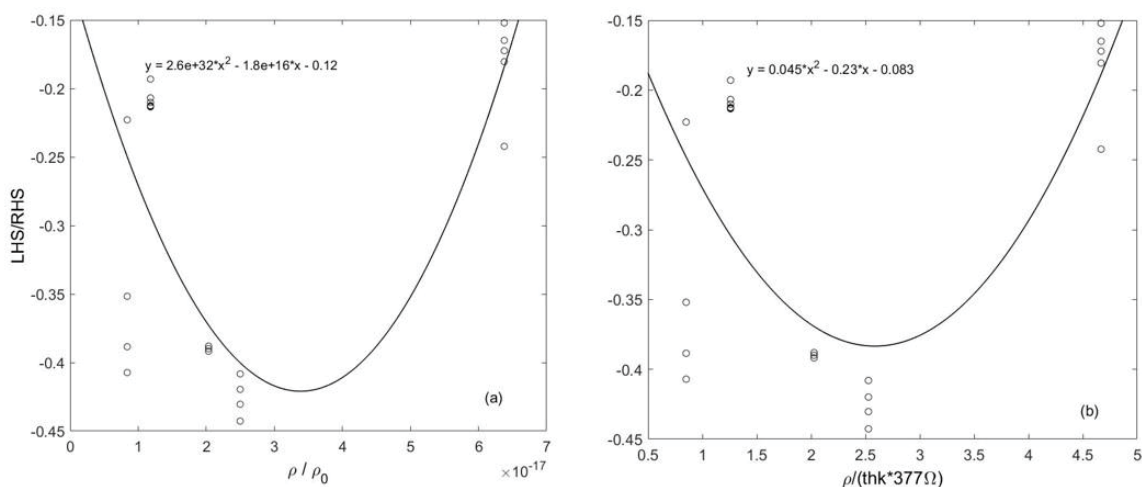 -0.15
y = 2.6e+32*x² - 1.8e+16*x - 0.12
-0.2
-0.25
-0.3
-0.35
-0.4
-0.45
LHS/RHS
(a)
0 1 2 3 4 5 6 7
×10⁻¹⁷
ρ / ρ₀
-0.15
y = 0.045*x² - 0.23*x - 0.083
-0.2
-0.25
-0.3
-0.35
-0.4
-0.45
(b)
0.5 1 1.5 2 2.5 3 3.5 4 4.5 5
ρ/(thk*377Ω)